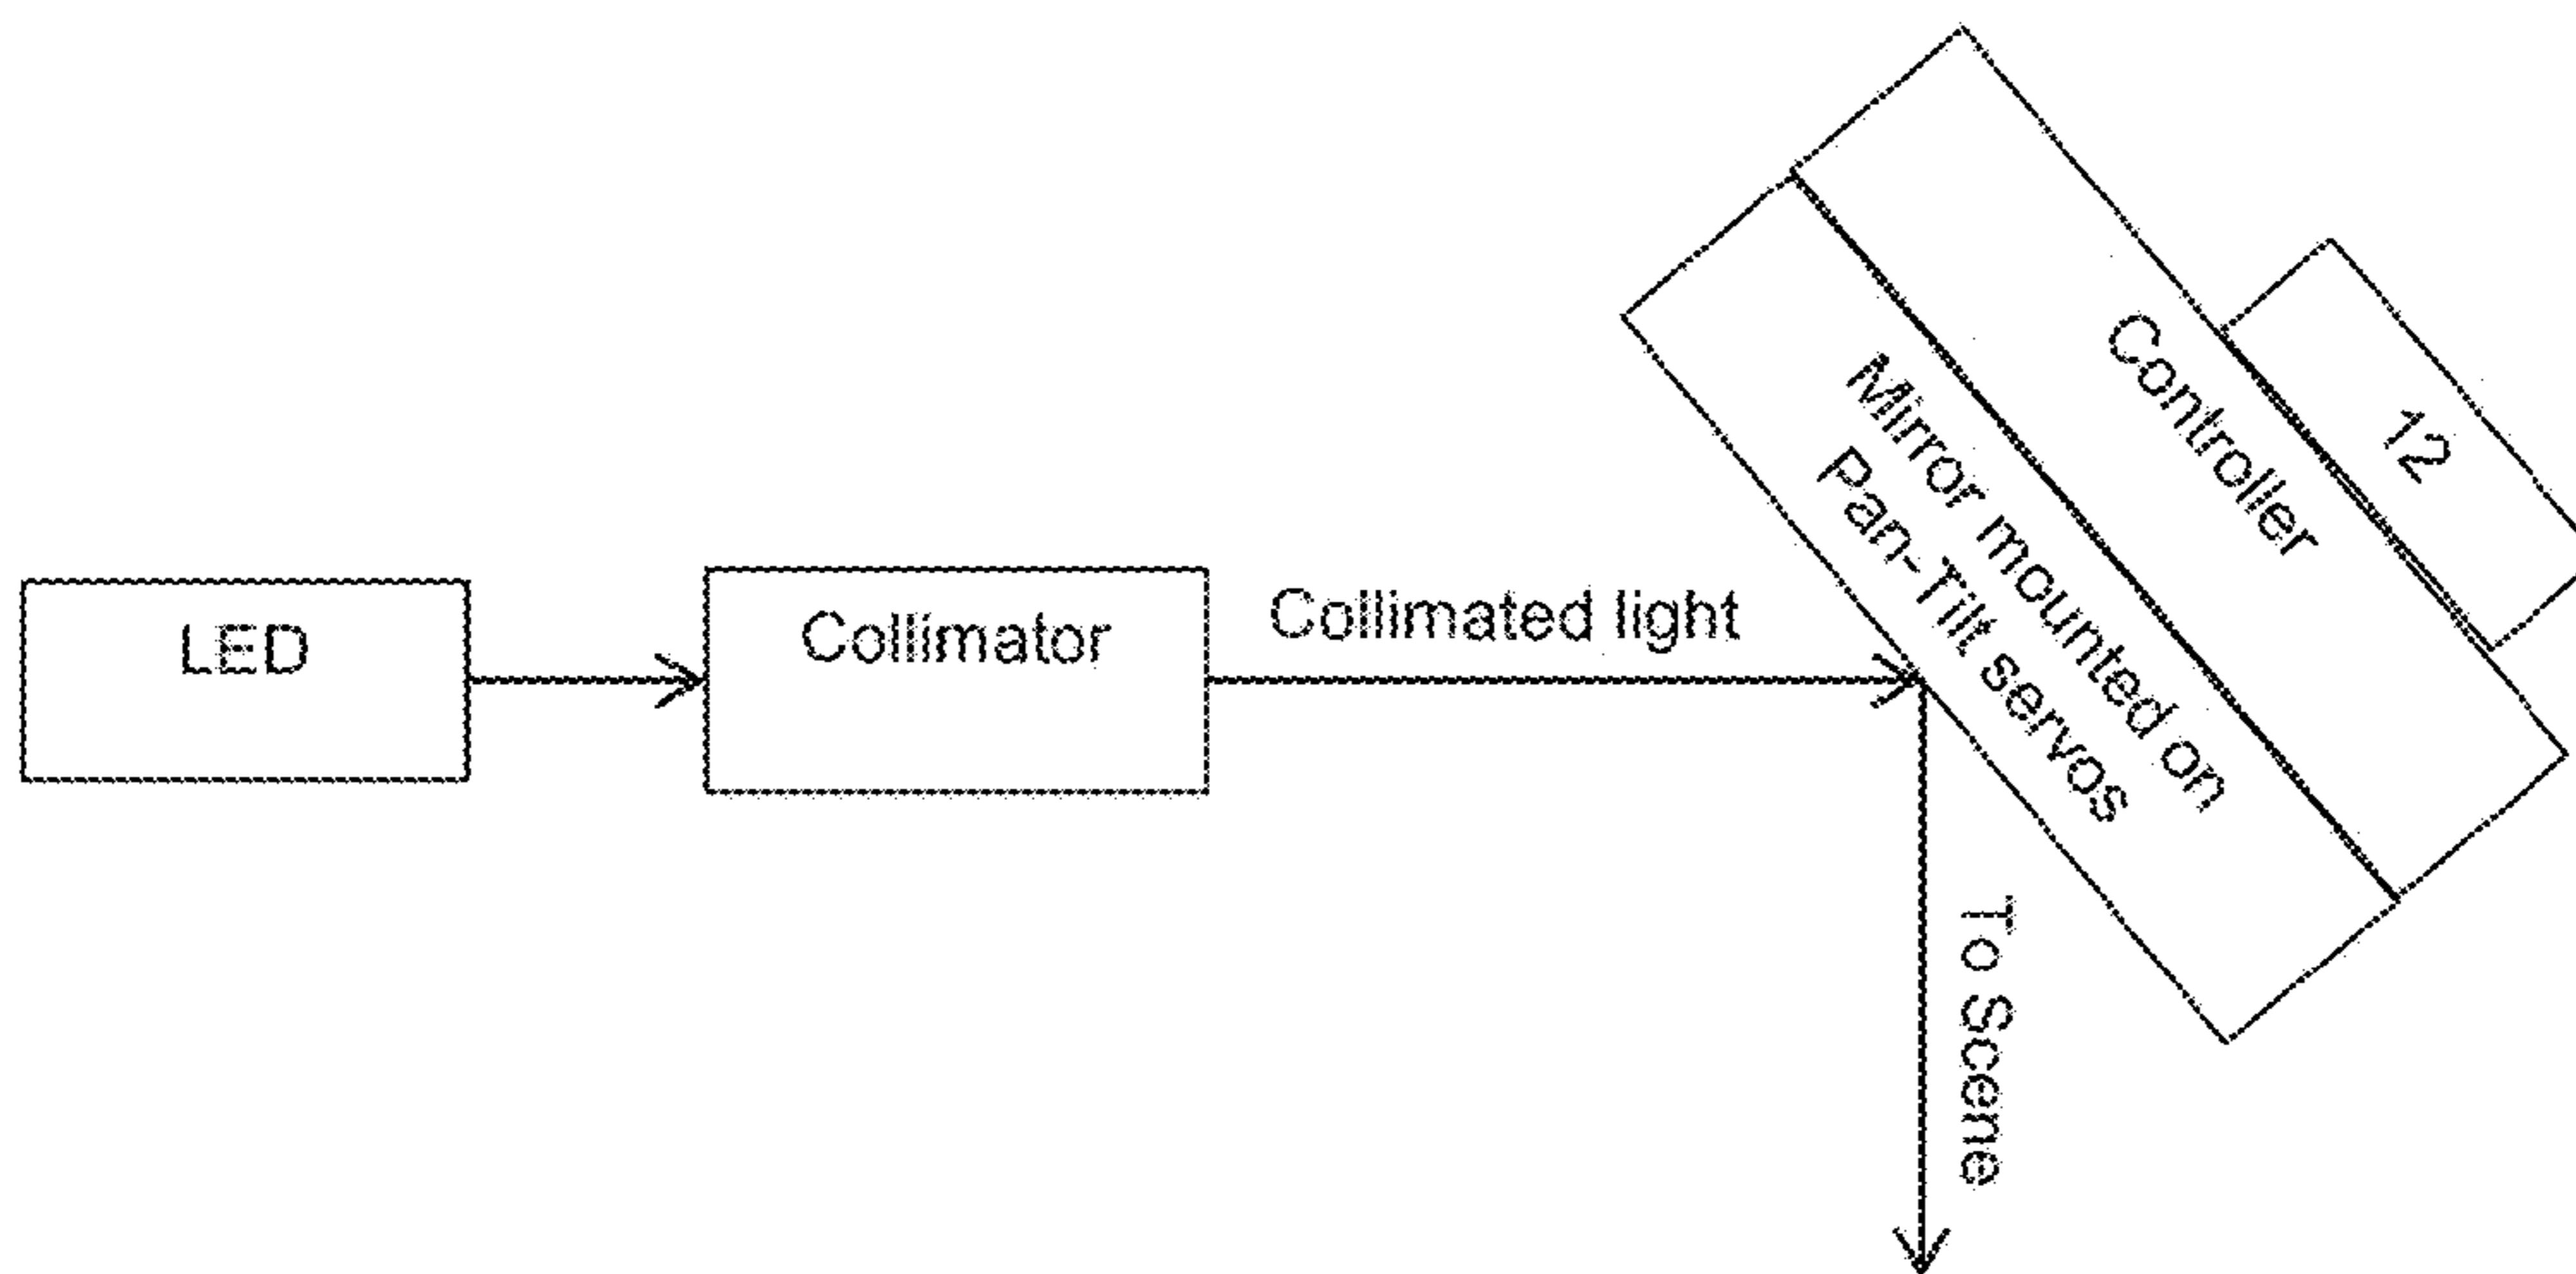 LED
Collimator
Collimated light
Mirror mounted on
Pan-Tilt servos
Controller
12
To Scene